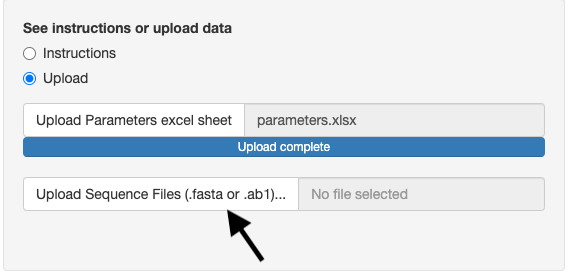 See instructions or upload data
Instructions
Upload
Upload Parameters excel sheet parameters.xlsx
Upload complete
Upload Sequence Files (.fasta or .ab1)... No file selected